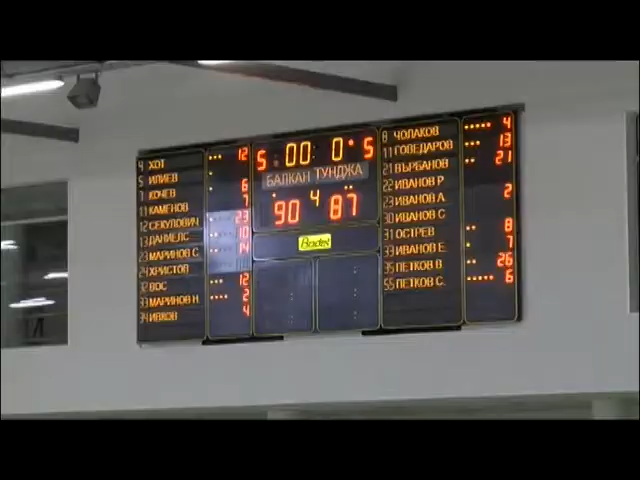 4 ХОТ 12
5 ИЛИЕВ
7 КОЧЕВ 6
11 КАМЕНОВ 7
12 СЕКУЛОВИЧ 23
13 ДАНИЕЛС 10
23 МАРИНОВ С. 14
24 ХРИСТОВ
32 ВОС 12
33 МАРИНОВ Н 2
34 ИВКОВ 4
5 00:0 5
БАЛКАН ТУНДЖА
90 4 87
Bodet
8 ЧОЛАКОВ 4
11 ГОВЕДАРОВ 13
21 ВЪРБАНОВ 21
22 ИВАНОВ Р
23 ИВАНОВ А 2
30 ИВАНОВ С
31 ОСТРЕВ 8
33 ИВАНОВ Е 7
35 ПЕТКОВ В 26
55 ПЕТКОВ С. 6